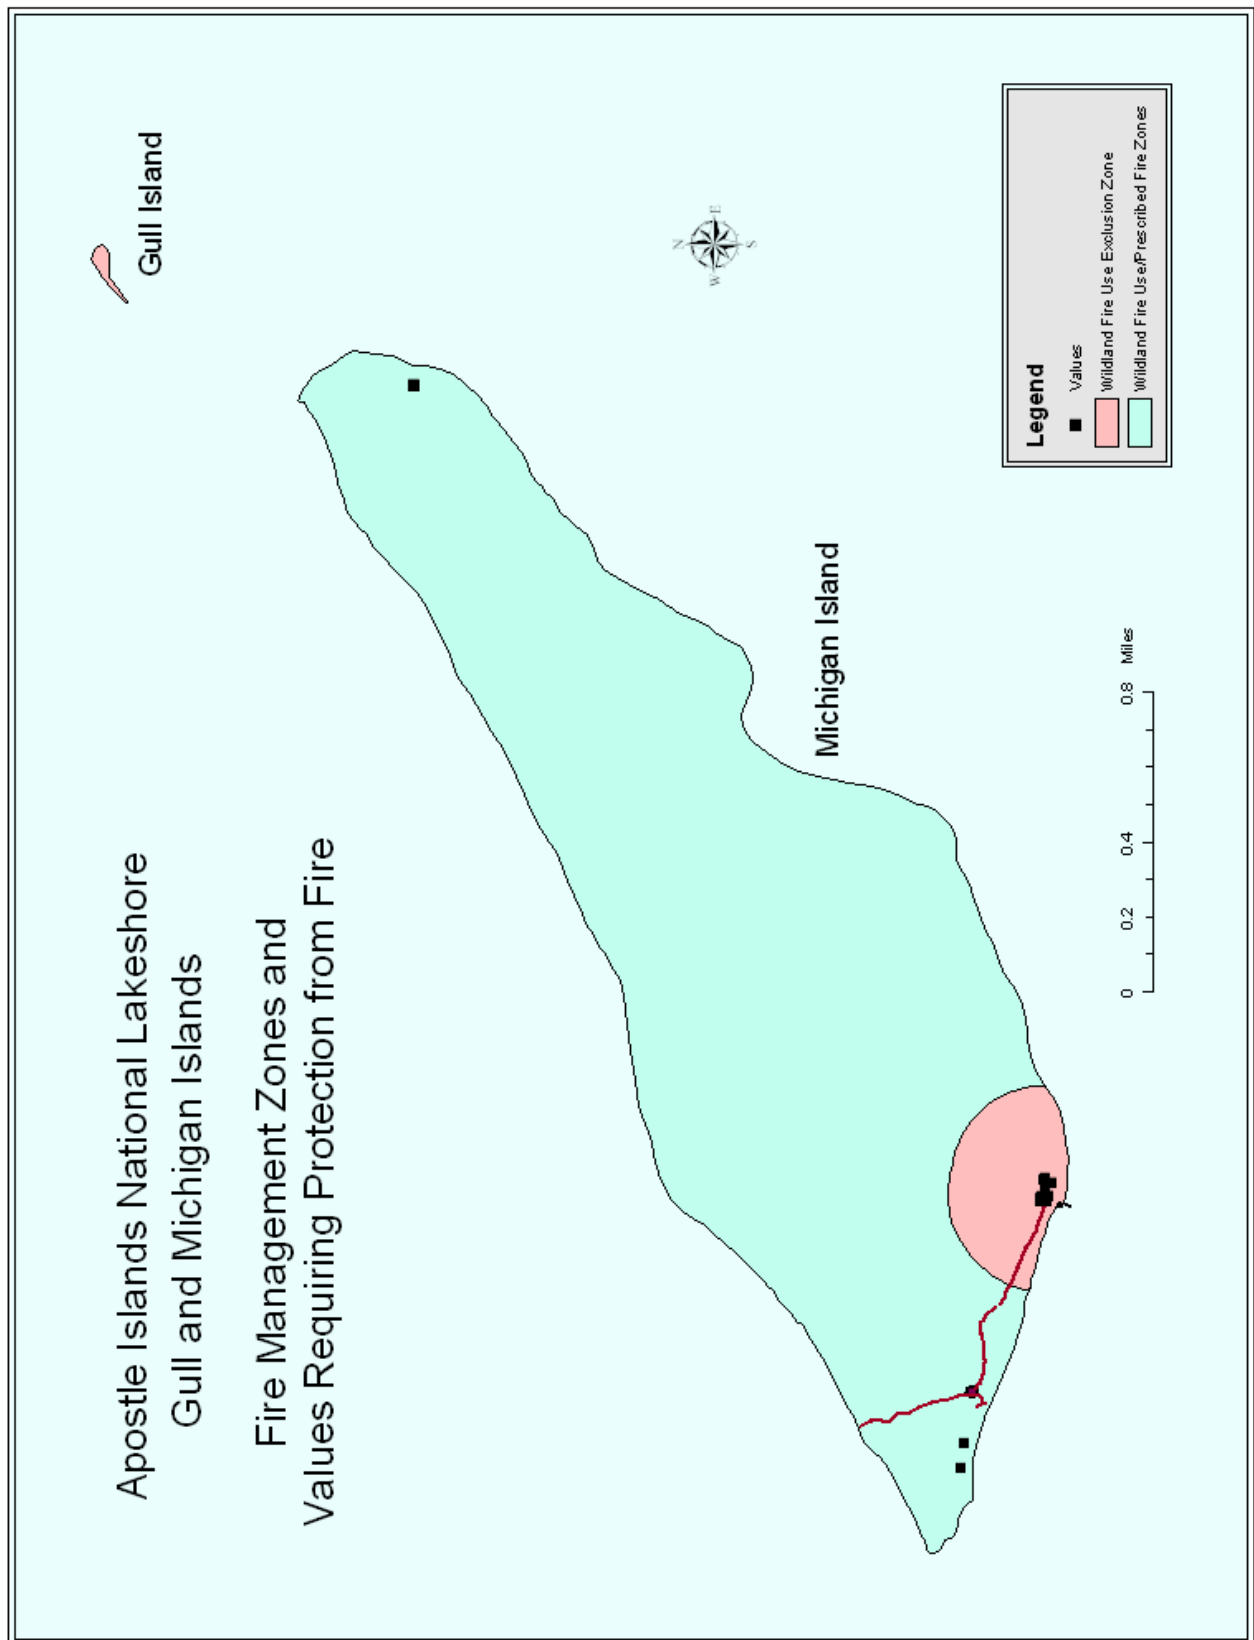 Apostle Islands National Lakeshore
Gull and Michigan Islands
Fire Management Zones and
Values Requiring Protection from Fire
Gull Island
N
W
E
S
Michigan Island
0
0.2
0.4
0.8
Miles
Legend
Values
Wildland Fire Use Exclusion Zone
Wildland Fire Use/Prescribed Fire Zones